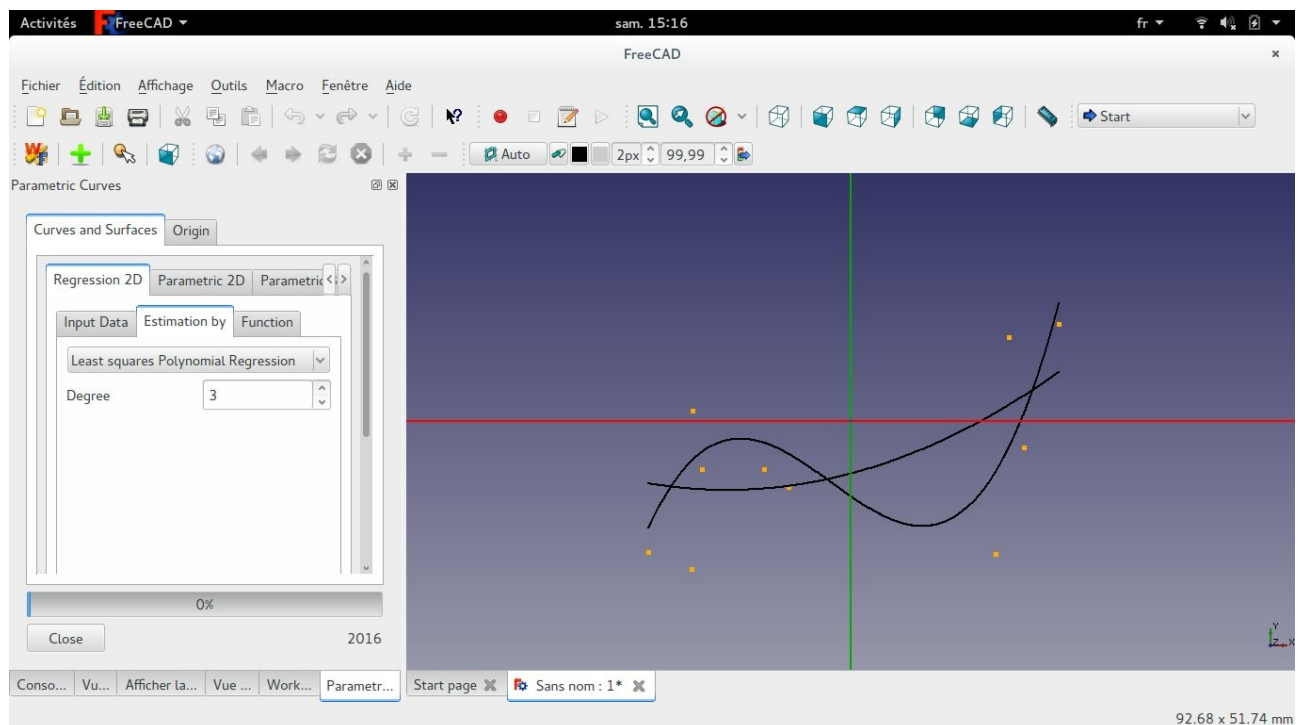 Activités FreeCAD sam. 15:16 fr
FreeCAD
Fichier Édition Affichage Outils Macro Fenêtre Aide
Start
Auto 2px 99,99
Parametric Curves
Curves and Surfaces Origin
Regression 2D Parametric 2D Parametric
Input Data Estimation by Function
Least squares Polynomial Regression
Degree 3
0%
Close 2016
Y
Z X
Conso... Vu... Afficher la... Vue ... Work... Parametr... Start page Sans nom : 1*
92.68 x 51.74 mm